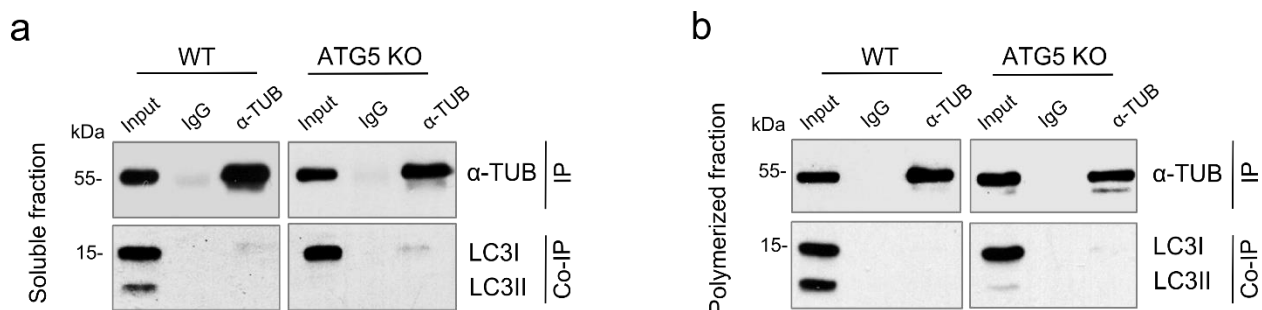 a
WT
ATG5 KO
Input
IgG
α-TUB
Input
IgG
α-TUB
kDa
55-
α-TUB
IP
15-
LC3I
LC3II
Co-IP
Soluble fraction
b
WT
ATG5 KO
Input
IgG
α-TUB
Input
IgG
α-TUB
kDa
55-
α-TUB
IP
15-
LC3I
LC3II
Co-IP
Polymerized fraction